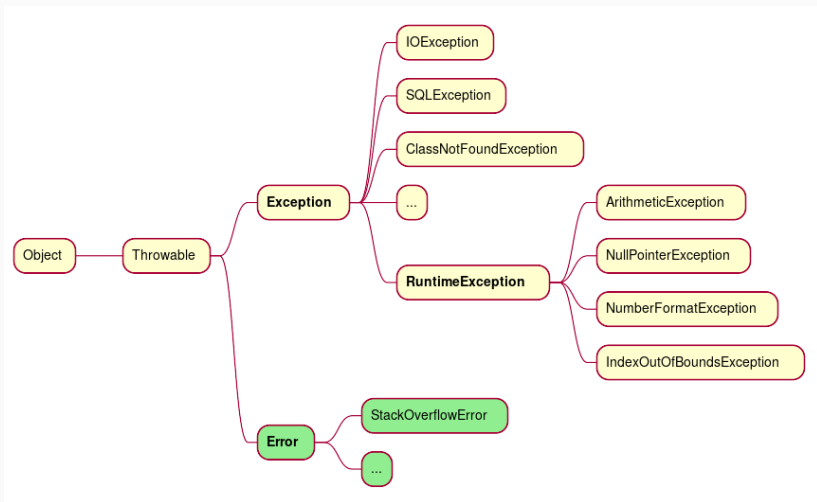 IOException
SQLException
ClassNotFoundException
Exception
...
ArithmeticException
Object
Throwable
NullPointerException
RuntimeException
NumberFormatException
IndexOutOfBoundsException
StackOverflowError
Error
...